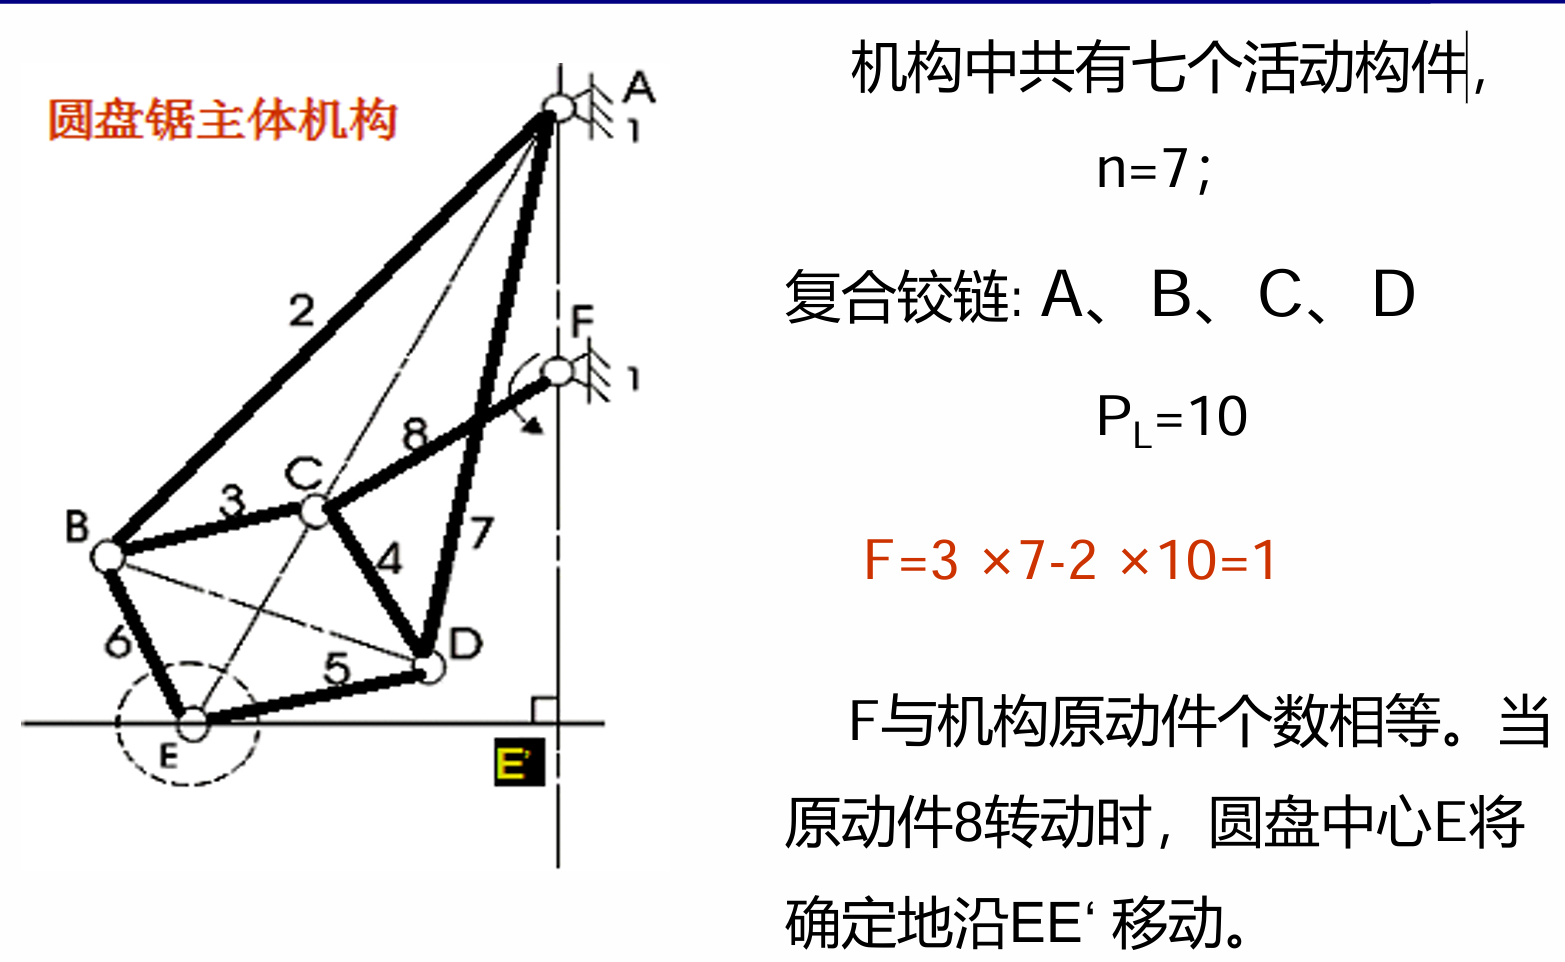 圆盘锯主体机构
A
1
2
F
1
8
C
3
B
7
4
6
D
5
E
E’
机构中共有七个活动构件,
n=7;
复合铰链: A、B、C、D
PL=10
F=3 ×7-2 ×10=1
F与机构原动件个数相等。当
原动件8转动时，圆盘中心E将
确定地沿EE‘ 移动。